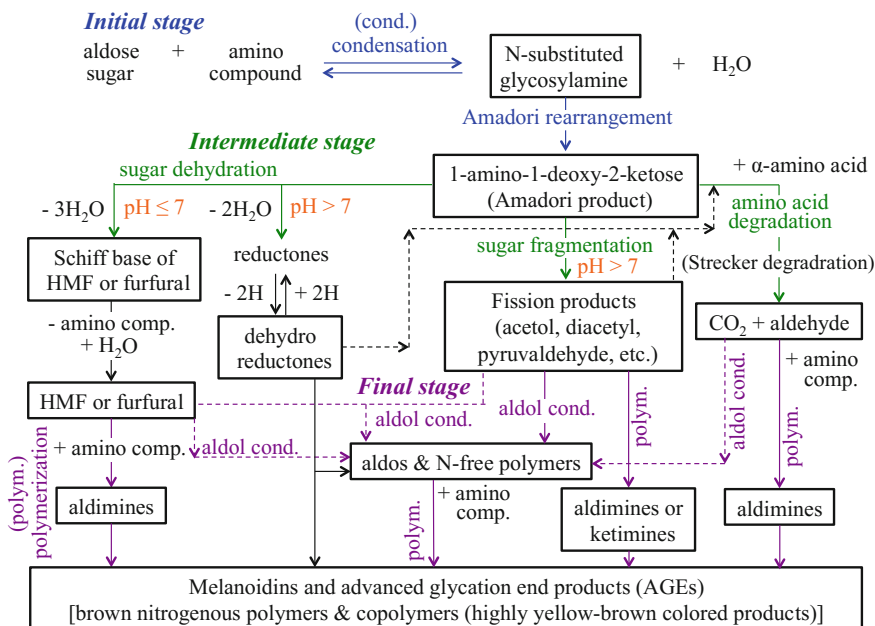 Initial stage
aldose
sugar
+
amino
compound
(cond.)
condensation
N-substituted
glycosylamine
+ H₂O
Amadori rearrangement
Intermediate stage
sugar dehydration
1-amino-1-deoxy-2-ketose
(Amadori product)
+ α-amino acid
amino acid
degradation
- 3H₂O pH ≤ 7
- 2H₂O pH > 7
sugar fragmentation
pH > 7
(Strecker degradation)
Schiff base of
HMF or furfural
reductones
- 2H + 2H
Fission products
(acetol, diacetyl,
pyruvaldehyde, etc.)
CO₂ + aldehyde
- amino comp.
+ H₂O
dehydro
reductones
+ amino
comp.
Final stage
HMF or furfural
aldol cond.
aldol cond.
polym.
aldol cond.
polym.
+ amino comp.
aldol cond.
aldos & N-free polymers
(polym.)
polymerization
aldimines
polym.
+ amino
comp.
aldimines or
ketimines
aldimines
Melanoidins and advanced glycation end products (AGEs)
[brown nitrogenous polymers & copolymers (highly yellow-brown colored products)]